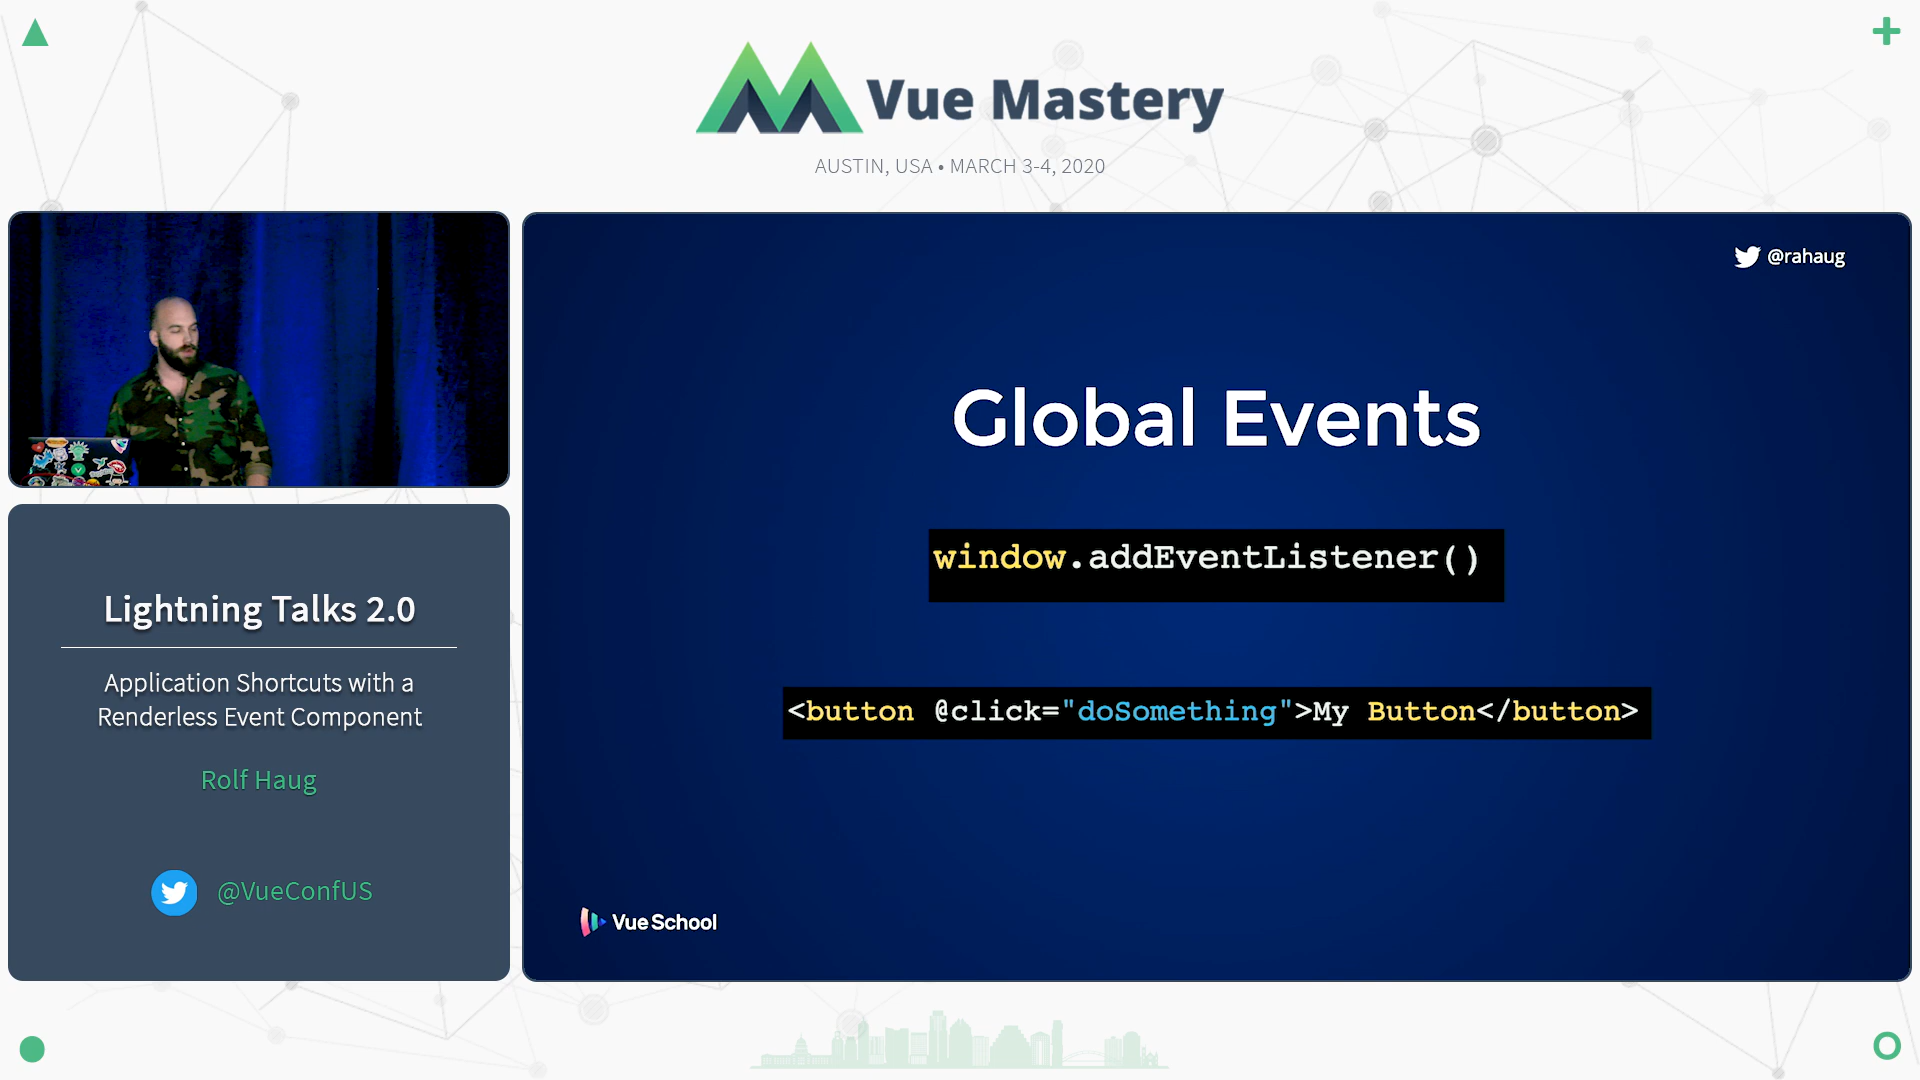 Vue Mastery
AUSTIN, USA • MARCH 3-4, 2020
@rahaug
Global Events
window.addEventListener()
<button @click="doSomething">My Button</button>
Vue School
Lightning Talks 2.0
Application Shortcuts with a
Renderless Event Component
Rolf Haug
@VueConfUS